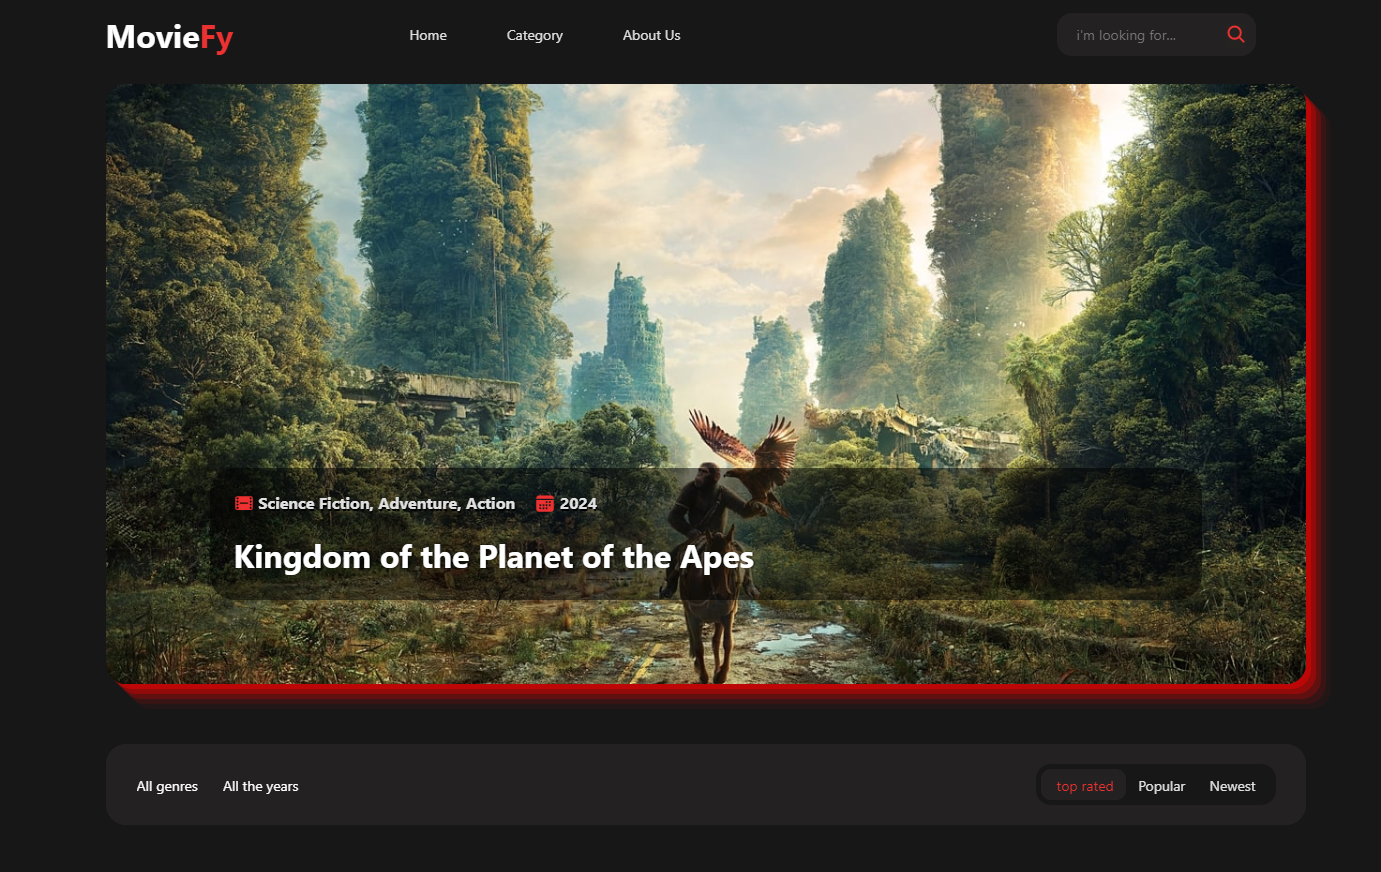 MovieFy
Home Category About Us
i'm looking for...
Science Fiction, Adventure, Action 2024
Kingdom of the Planet of the Apes
All genres All the years
top rated Popular Newest